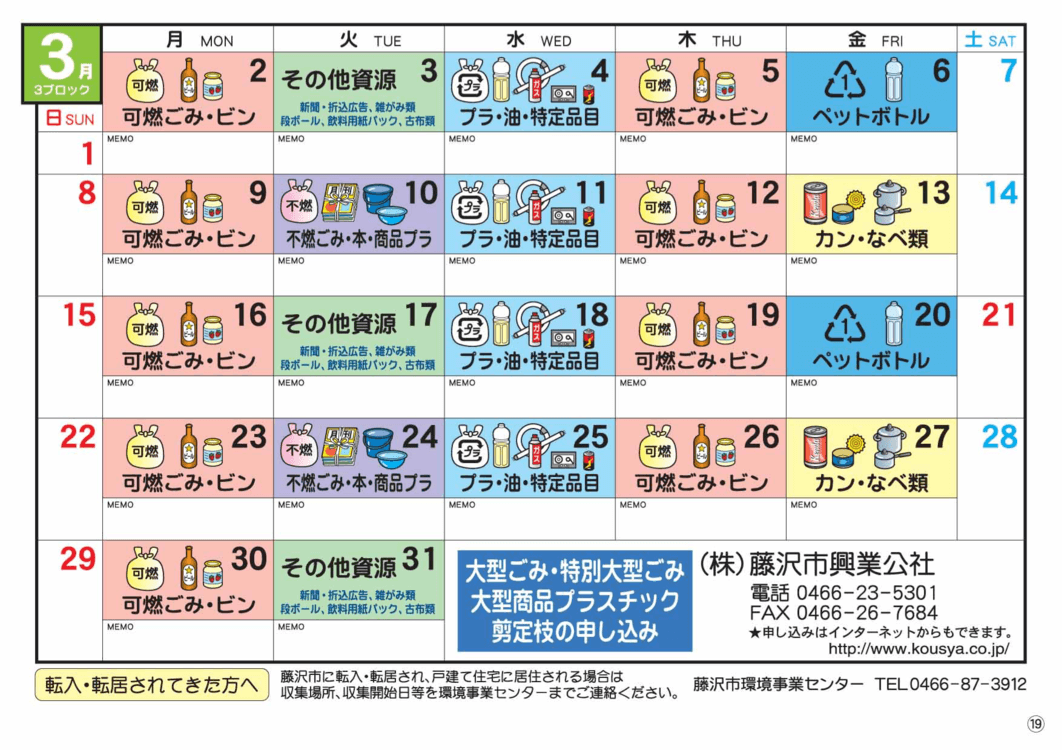 3月
3ブロック
月 MON
火 TUE
水 WED
木 THU
金 FRI
土 SAT
日 SUN
1
可燃
2
可燃ごみ・ビン
MEMO
その他資源 3
新聞・折込広告、雑がみ類
段ボール、飲料用紙パック、古布類
MEMO
プラ
ガス
4
プラ・油・特定品目
MEMO
可燃
5
可燃ごみ・ビン
MEMO
1
6
ペットボトル
MEMO
7
8
可燃
9
可燃ごみ・ビン
MEMO
不燃
月刊
10
不燃ごみ・本・商品プラ
MEMO
プラ
ガス
11
プラ・油・特定品目
MEMO
可燃
12
可燃ごみ・ビン
MEMO
13
カン・なべ類
MEMO
14
15
可燃
16
可燃ごみ・ビン
MEMO
その他資源 17
新聞・折込広告、雑がみ類
段ボール、飲料用紙パック、古布類
MEMO
プラ
ガス
18
プラ・油・特定品目
MEMO
可燃
19
可燃ごみ・ビン
MEMO
1
20
ペットボトル
MEMO
21
22
可燃
23
可燃ごみ・ビン
MEMO
不燃
月刊
24
不燃ごみ・本・商品プラ
MEMO
プラ
ガス
25
プラ・油・特定品目
MEMO
可燃
26
可燃ごみ・ビン
MEMO
27
カン・なべ類
MEMO
28
29
可燃
30
可燃ごみ・ビン
MEMO
その他資源 31
新聞・折込広告、雑がみ類
段ボール、飲料用紙パック、古布類
MEMO
大型ごみ・特別大型ごみ
大型商品プラスチック
剪定枝の申し込み
(株)藤沢市興業公社
電話 0466-23-5301
FAX 0466-26-7684
★申し込みはインターネットからもできます。
http://www.kousya.co.jp/
転入・転居されてきた方へ
藤沢市に転入・転居され、戸建て住宅に居住される場合は
収集場所、収集開始日等を環境事業センターまでご連絡ください。
藤沢市環境事業センター TEL0466-87-3912
⑲